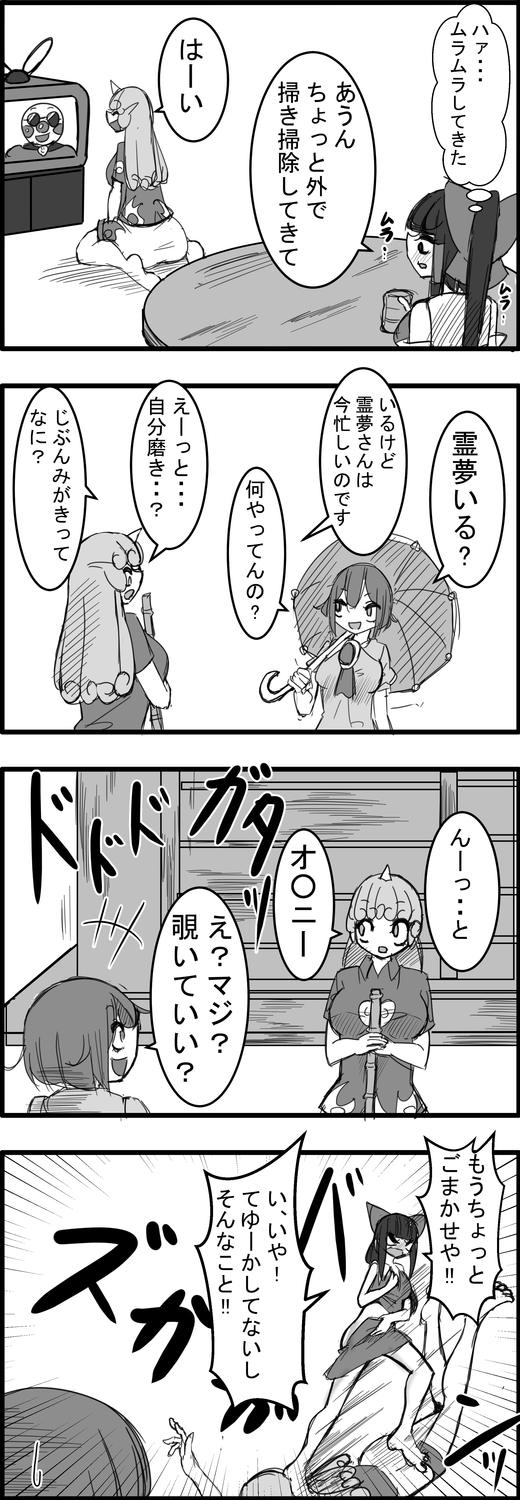 ハァ・・・
ムラムラしてきた
あうん
ちょっと外で
掃き掃除してきて
はーい
ムラ…
ムラ…
霊夢いる？
いるけど
霊夢さんは
今忙しいのです
何やってんの？
えーっと・・・
自分磨き・・？
じぶんみがきって
なに？
んーっ・・と
オ〇ニー
え？マジ？
覗いていい？
ガタッ
ドドドド
もうちょっと
ごまかせや!!
い、いや！
てゆーかしてないし
そんなこと!!
ズガーン